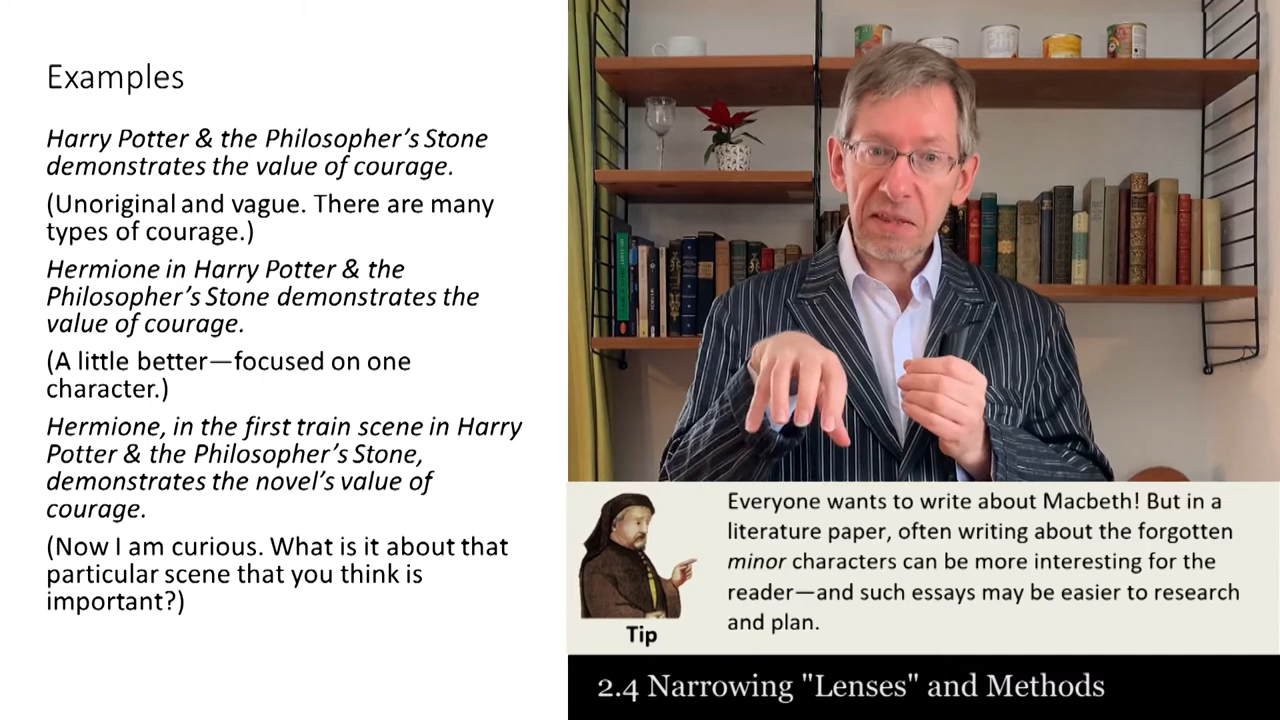 Examples
Harry Potter & the Philosopher's Stone
demonstrates the value of courage.
(Unoriginal and vague. There are many
types of courage.)
Hermione in Harry Potter & the
Philosopher's Stone demonstrates the
value of courage.
(A little better—focused on one
character.)
Hermione, in the first train scene in Harry
Potter & the Philosopher's Stone,
demonstrates the novel's value of
courage.
(Now I am curious. What is it about that
particular scene that you think is
important?)
Everyone wants to write about Macbeth! But in a
literature paper, often writing about the forgotten
minor characters can be more interesting for the
reader—and such essays may be easier to research
and plan.
Tip
2.4 Narrowing "Lenses" and Methods